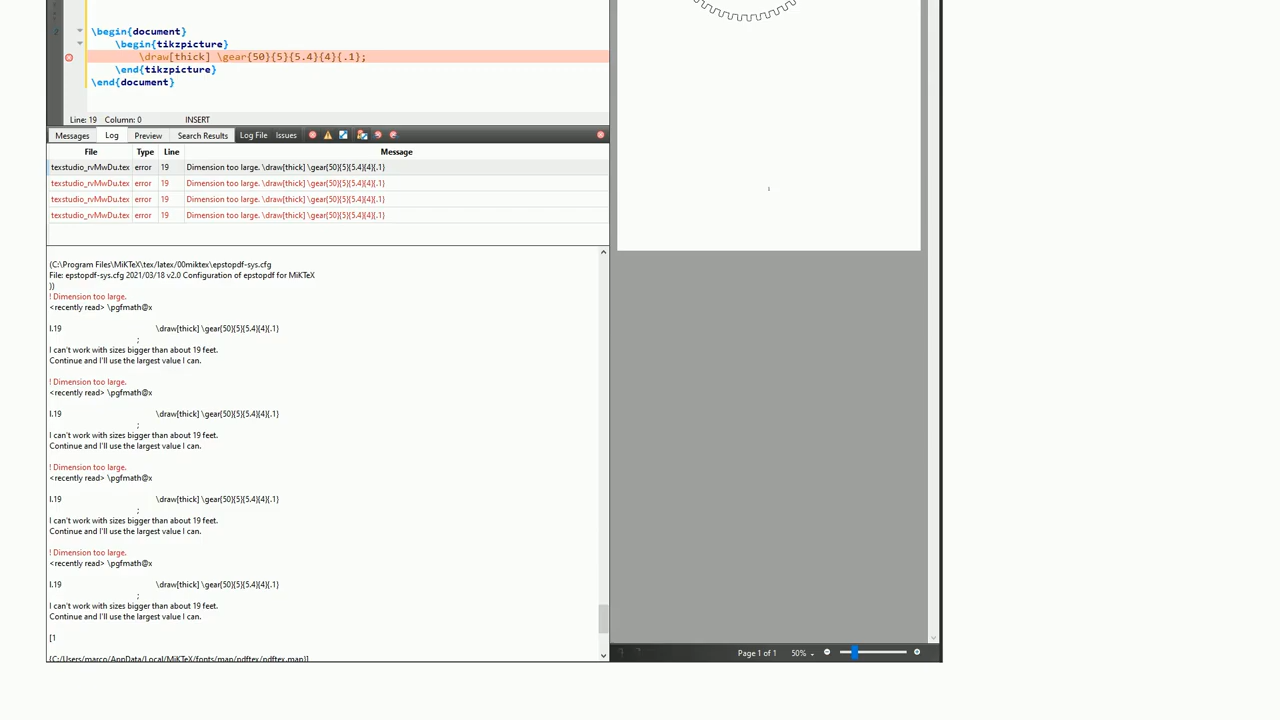 \begin{document}
\begin{tikzpicture}
\draw[thick] \gear{50}{5}{5.4}{4}{.1};
\end{tikzpicture}
\end{document}
Line: 19 Column: 0 INSERT
Messages Log Preview Search Results Log File Issues
File Type Line Message
texstudio_rvMwDu.tex error 19 Dimension too large. \draw[thick] \gear{50}{5}{5.4}{4}{.1}
texstudio_rvMwDu.tex error 19 Dimension too large. \draw[thick] \gear{50}{5}{5.4}{4}{.1}
texstudio_rvMwDu.tex error 19 Dimension too large. \draw[thick] \gear{50}{5}{5.4}{4}{.1}
texstudio_rvMwDu.tex error 19 Dimension too large. \draw[thick] \gear{50}{5}{5.4}{4}{.1}
(C:\Program Files\MiKTeX\tex/latex/00miktex\epstopdf-sys.cfg
File: epstopdf-sys.cfg 2021/03/18 v2.0 Configuration of epstopdf for MiKTeX
))
! Dimension too large.
<recently read> \pgfmath@x
l.19 \draw[thick] \gear{50}{5}{5.4}{4}{.1}
;
I can't work with sizes bigger than about 19 feet.
Continue and I'll use the largest value I can.
! Dimension too large.
<recently read> \pgfmath@x
l.19 \draw[thick] \gear{50}{5}{5.4}{4}{.1}
;
I can't work with sizes bigger than about 19 feet.
Continue and I'll use the largest value I can.
! Dimension too large.
<recently read> \pgfmath@x
l.19 \draw[thick] \gear{50}{5}{5.4}{4}{.1}
;
I can't work with sizes bigger than about 19 feet.
Continue and I'll use the largest value I can.
! Dimension too large.
<recently read> \pgfmath@x
l.19 \draw[thick] \gear{50}{5}{5.4}{4}{.1}
;
I can't work with sizes bigger than about 19 feet.
Continue and I'll use the largest value I can.
[1
{C:/Users/marco/AppData/Local/MiKTeX/fonts/map/pdftex/pdftex.map}]
1
Page 1 of 1 50%